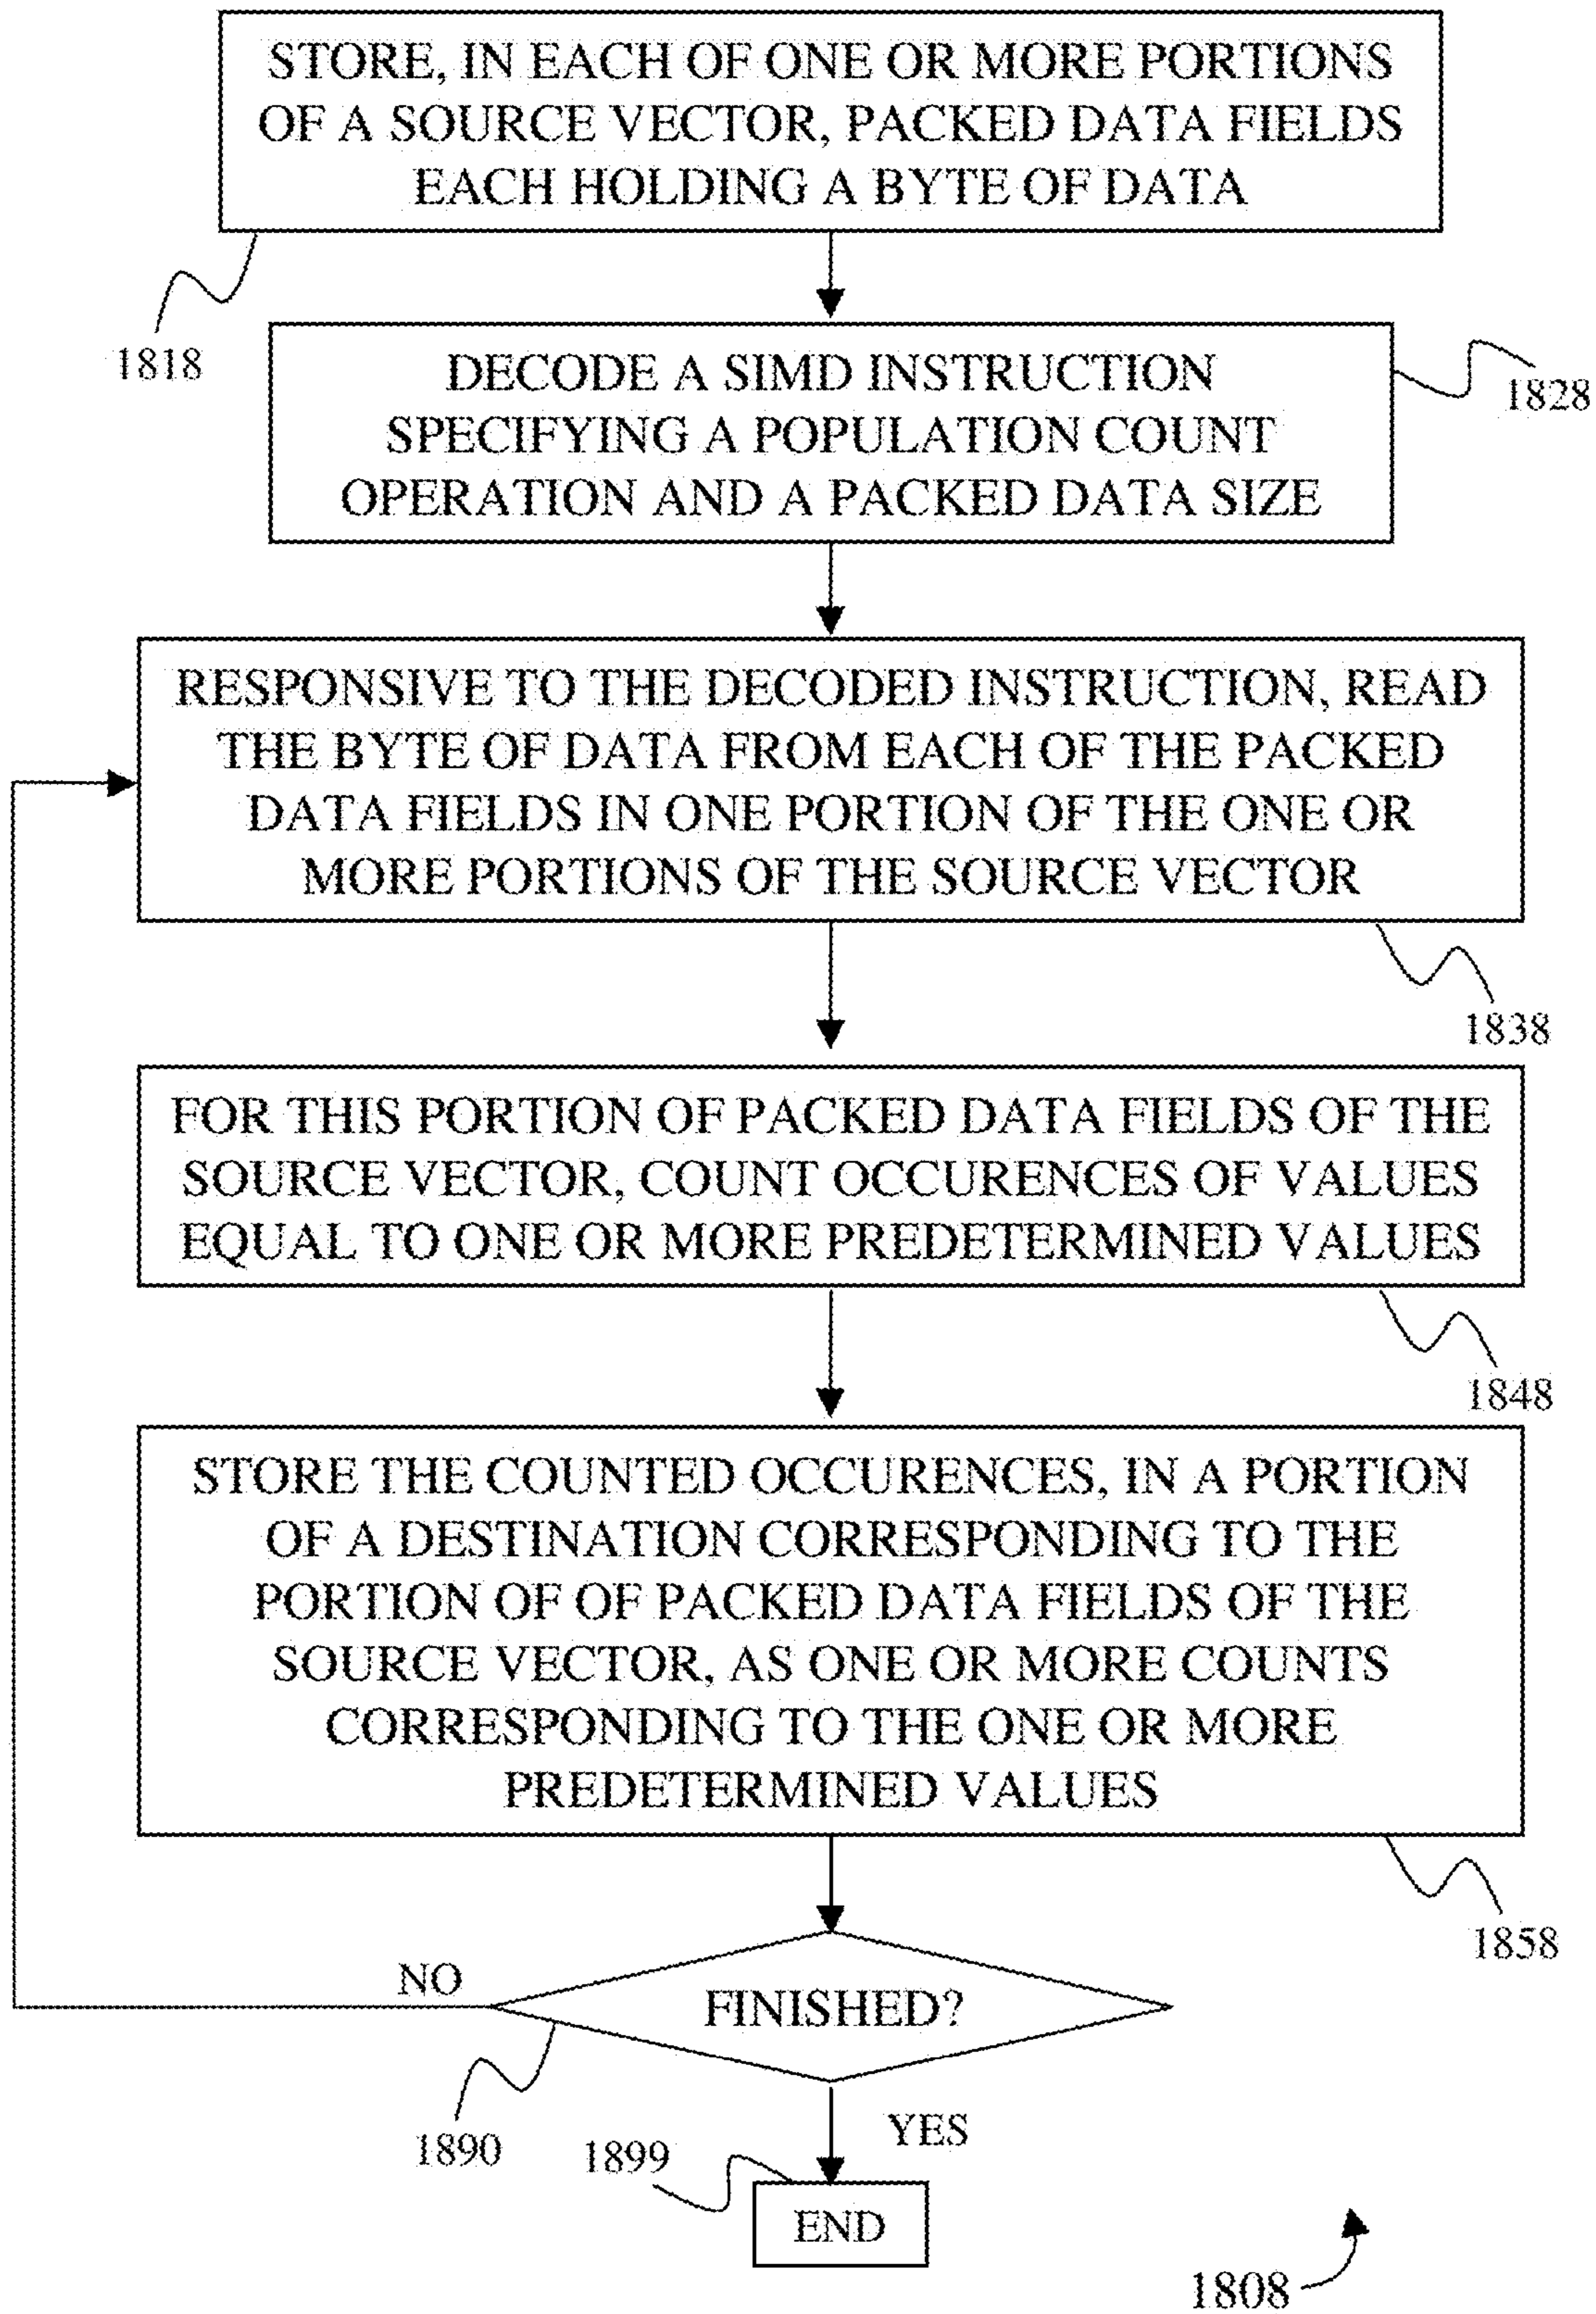 STORE, IN EACH OF ONE OR MORE PORTIONS
OF A SOURCE VECTOR, PACKED DATA FIELDS
EACH HOLDING A BYTE OF DATA
1818
DECODE A SIMD INSTRUCTION
SPECIFYING A POPULATION COUNT
OPERATION AND A PACKED DATA SIZE
1828
RESPONSIVE TO THE DECODED INSTRUCTION, READ
THE BYTE OF DATA FROM EACH OF THE PACKED
DATA FIELDS IN ONE PORTION OF THE ONE OR
MORE PORTIONS OF THE SOURCE VECTOR
1838
FOR THIS PORTION OF PACKED DATA FIELDS OF THE
SOURCE VECTOR, COUNT OCCURENCES OF VALUES
EQUAL TO ONE OR MORE PREDETERMINED VALUES
1848
STORE THE COUNTED OCCURENCES, IN A PORTION
OF A DESTINATION CORRESPONDING TO THE
PORTION OF OF PACKED DATA FIELDS OF THE
SOURCE VECTOR, AS ONE OR MORE COUNTS
CORRESPONDING TO THE ONE OR MORE
PREDETERMINED VALUES
1858
NO
FINISHED?
1890
YES
1899
END
1808